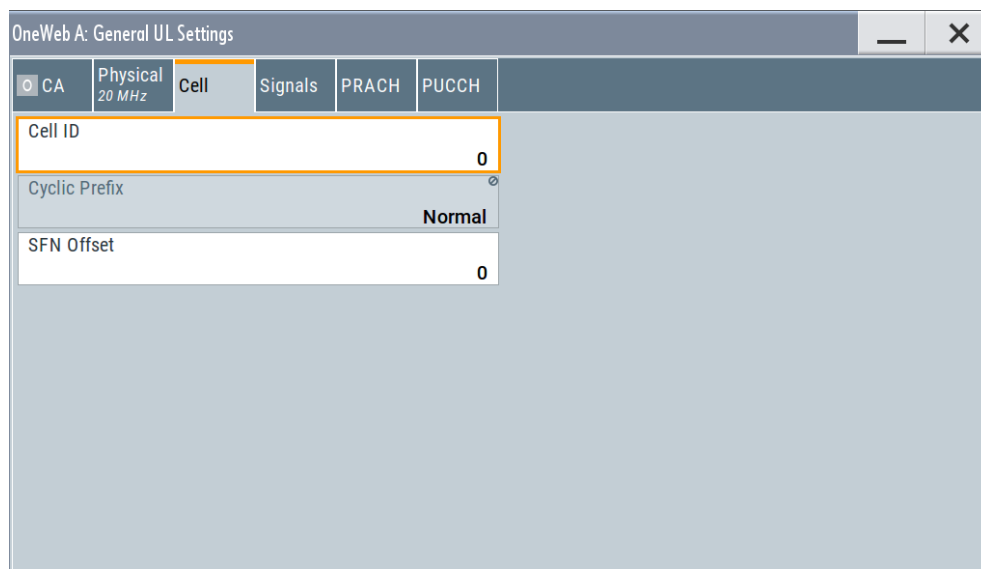 OneWeb A: General UL Settings
O CA
Physical
20 MHz
Cell
Signals
PRACH
PUCCH
Cell ID
0
Cyclic Prefix
Normal
SFN Offset
0